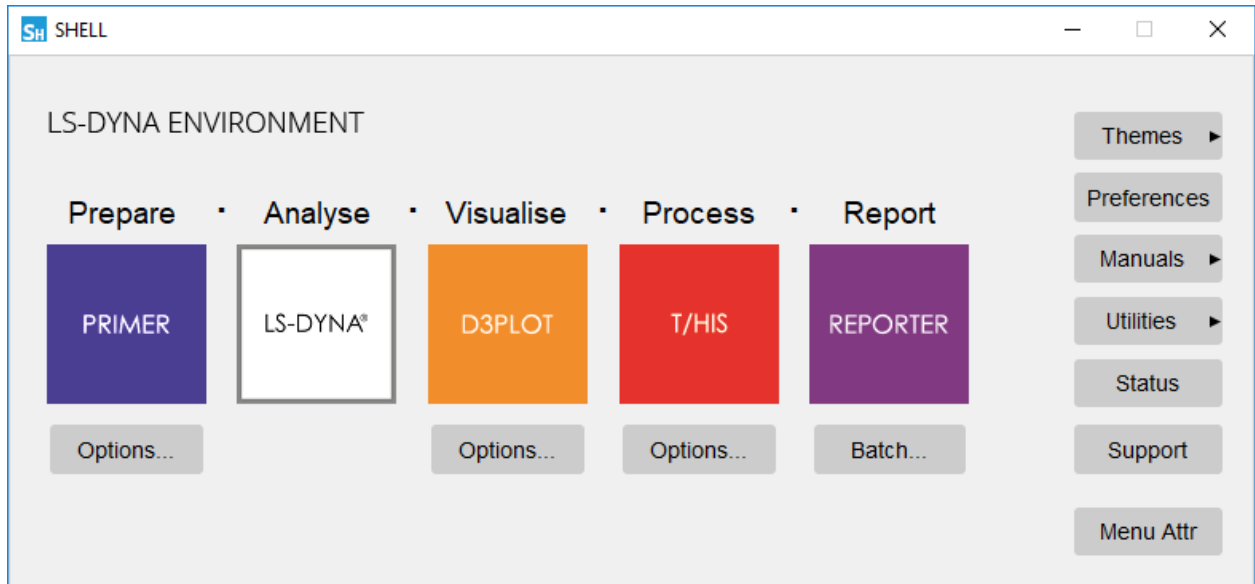 SH SHELL
LS-DYNA ENVIRONMENT
Prepare · Analyse · Visualise · Process · Report
PRIMER LS-DYNA® D3PLOT T/HIS REPORTER
Options... Options... Options... Batch...
Themes
Preferences
Manuals
Utilities
Status
Support
Menu Attr